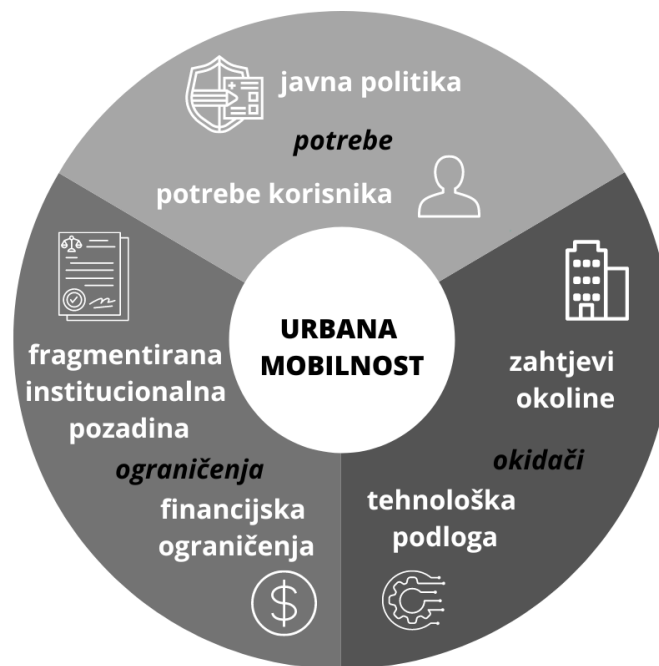 javna politika
potrebe
potrebe korisnika
URBANA
MOBILNOST
fragmentirana
institucionalna
pozadina
ograničenja
financijska
ograničenja
zahtjevi
okoline
okidači
tehnološka
podloga
$